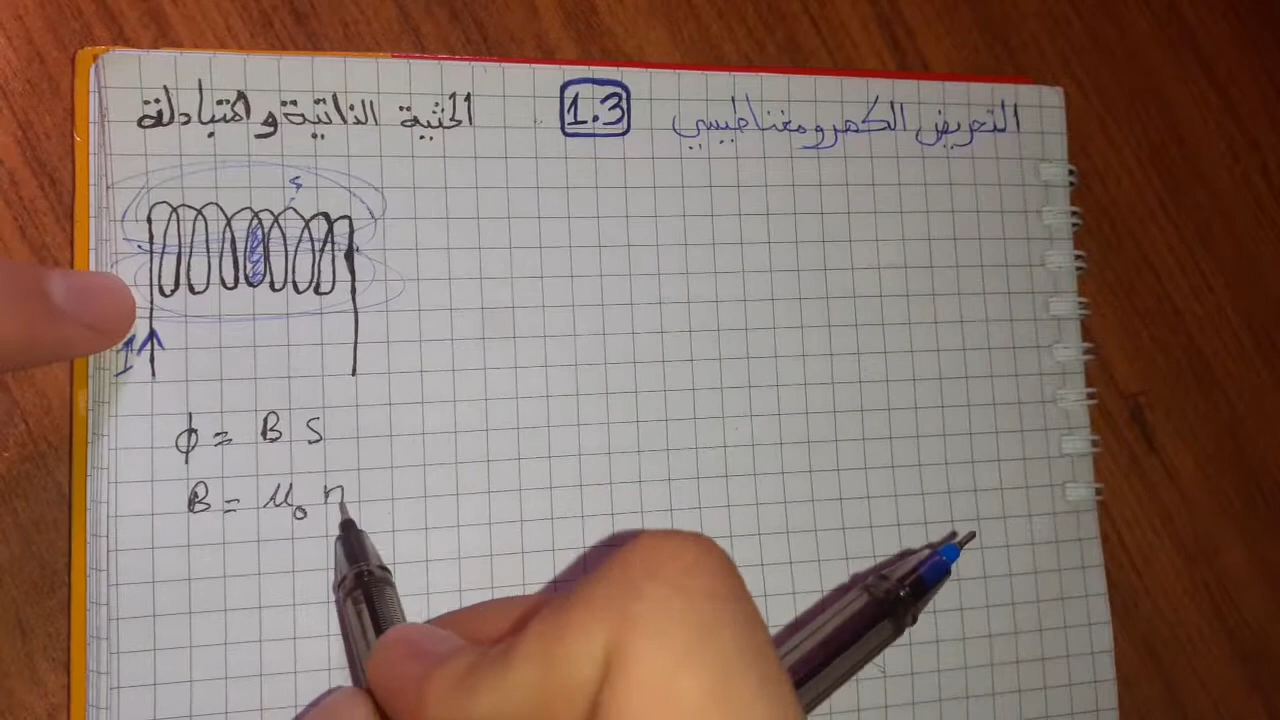 التحريض الكهرومغناطيسي 1.3 الحثية الذاتية والمتبادلة
S
I
ϕ = B S
B = μ₀ n